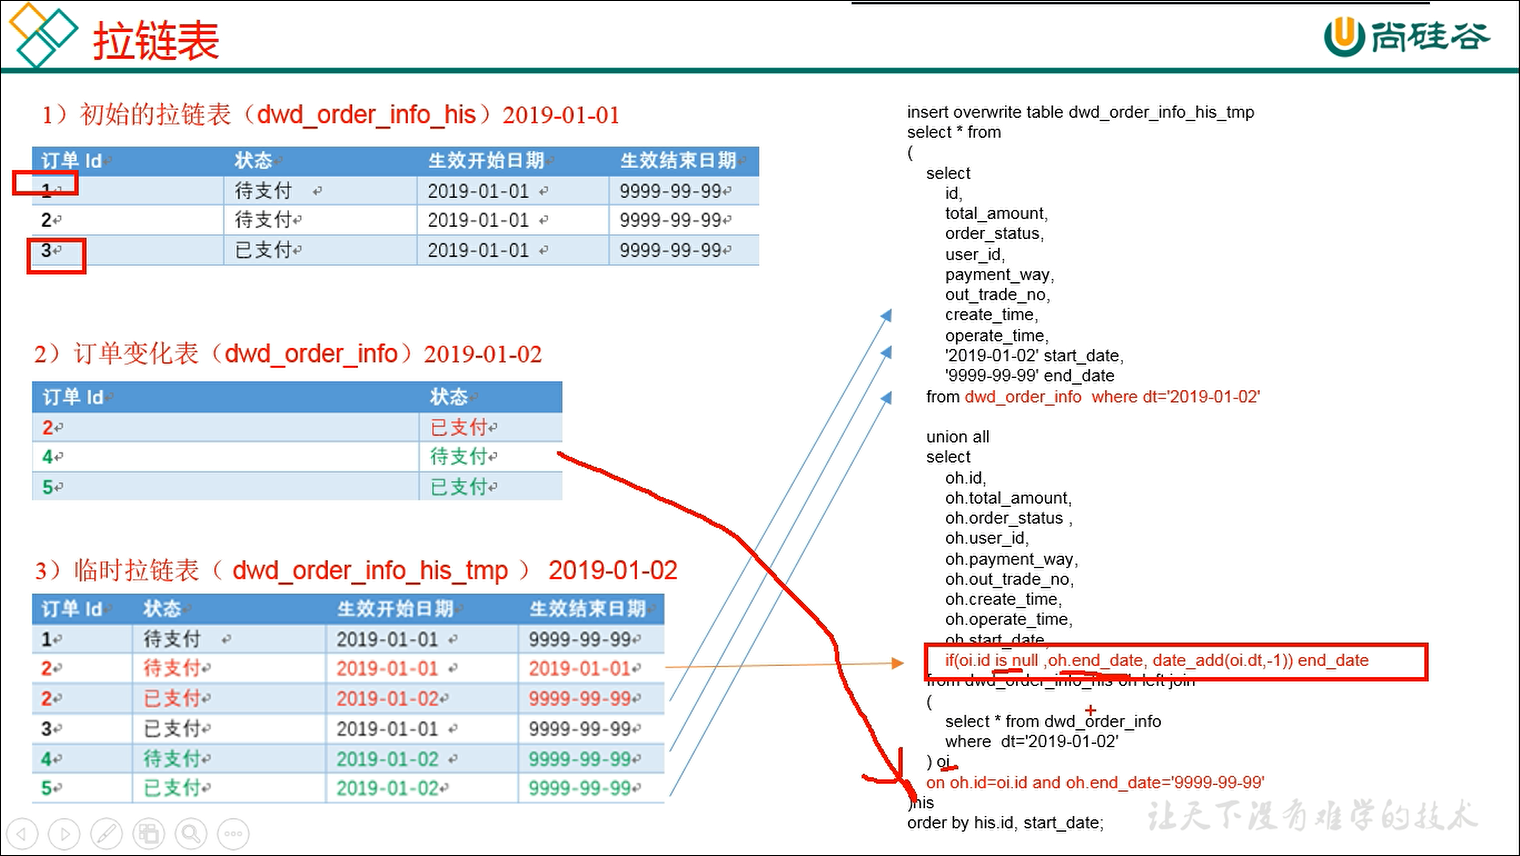 拉链表
尚硅谷
1）初始的拉链表（dwd_order_info_his）2019-01-01
订单 Id 状态 生效开始日期 生效结束日期
1 待支付 2019-01-01 9999-99-99
2 待支付 2019-01-01 9999-99-99
3 已支付 2019-01-01 9999-99-99
2）订单变化表（dwd_order_info）2019-01-02
订单 Id 状态
2 已支付
4 待支付
5 已支付
3）临时拉链表（ dwd_order_info_his_tmp ） 2019-01-02
订单 Id 状态 生效开始日期 生效结束日期
1 待支付 2019-01-01 9999-99-99
2 待支付 2019-01-01 2019-01-01
2 已支付 2019-01-02 9999-99-99
3 已支付 2019-01-01 9999-99-99
4 待支付 2019-01-02 9999-99-99
5 已支付 2019-01-02 9999-99-99
insert overwrite table dwd_order_info_his_tmp
select * from
(
select
id,
total_amount,
order_status,
user_id,
payment_way,
out_trade_no,
create_time,
operate_time,
'2019-01-02' start_date,
'9999-99-99' end_date
from dwd_order_info where dt='2019-01-02'
union all
select
oh.id,
oh.total_amount,
oh.order_status ,
oh.user_id,
oh.payment_way,
oh.out_trade_no,
oh.create_time,
oh.operate_time,
oh.start_date,
if(oi.id is null ,oh.end_date, date_add(oi.dt,-1)) end_date
from dwd_order_info_his oh left join
(
select * from dwd_order_info
where dt='2019-01-02'
) oi
on oh.id=oi.id and oh.end_date='9999-99-99'
)his
order by his.id, start_date;
让天下没有难学的技术